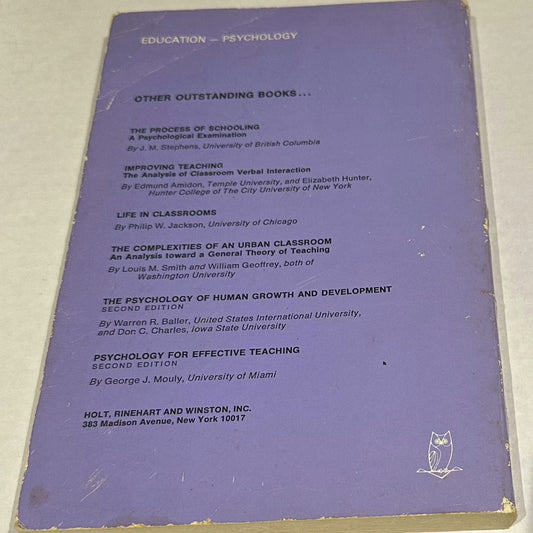 EDUCATION — PSYCHOLOGY
OTHER OUTSTANDING BOOKS...
THE PROCESS OF SCHOOLING
A Psychological Examination
By J. M. Stephens, University of British Columbia
IMPROVING TEACHING
The Analysis of Classroom Verbal Interaction
By Edmund Amidon, Temple University, and Elizabeth Hunter,
Hunter College of The City University of New York
LIFE IN CLASSROOMS
By Philip W. Jackson, University of Chicago
THE COMPLEXITIES OF AN URBAN CLASSROOM
An Analysis toward a General Theory of Teaching
By Louis M. Smith and William Geoffrey, both of
Washington University
THE PSYCHOLOGY OF HUMAN GROWTH AND DEVELOPMENT
SECOND EDITION
By Warren R. Baller, United States International University,
and Don C. Charles, Iowa State University
PSYCHOLOGY FOR EFFECTIVE TEACHING
SECOND EDITION
By George J. Mouly, University of Miami
HOLT, RINEHART AND WINSTON, INC.
383 Madison Avenue, New York 10017